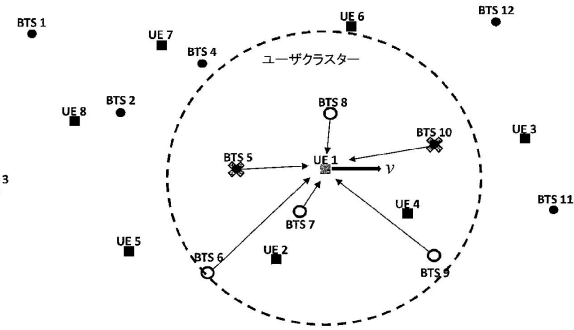 BTS 12
UE 6
BTS 1
UE 7
BTS 4
ユーザクラスター
BTS 8
BTS 2
UE 8
BTS 10
UE 3
BTS 5
UE 1
v
3
BTS 11
UE 4
BTS 7
UE 5
UE 2
BTS 6
BTS 9